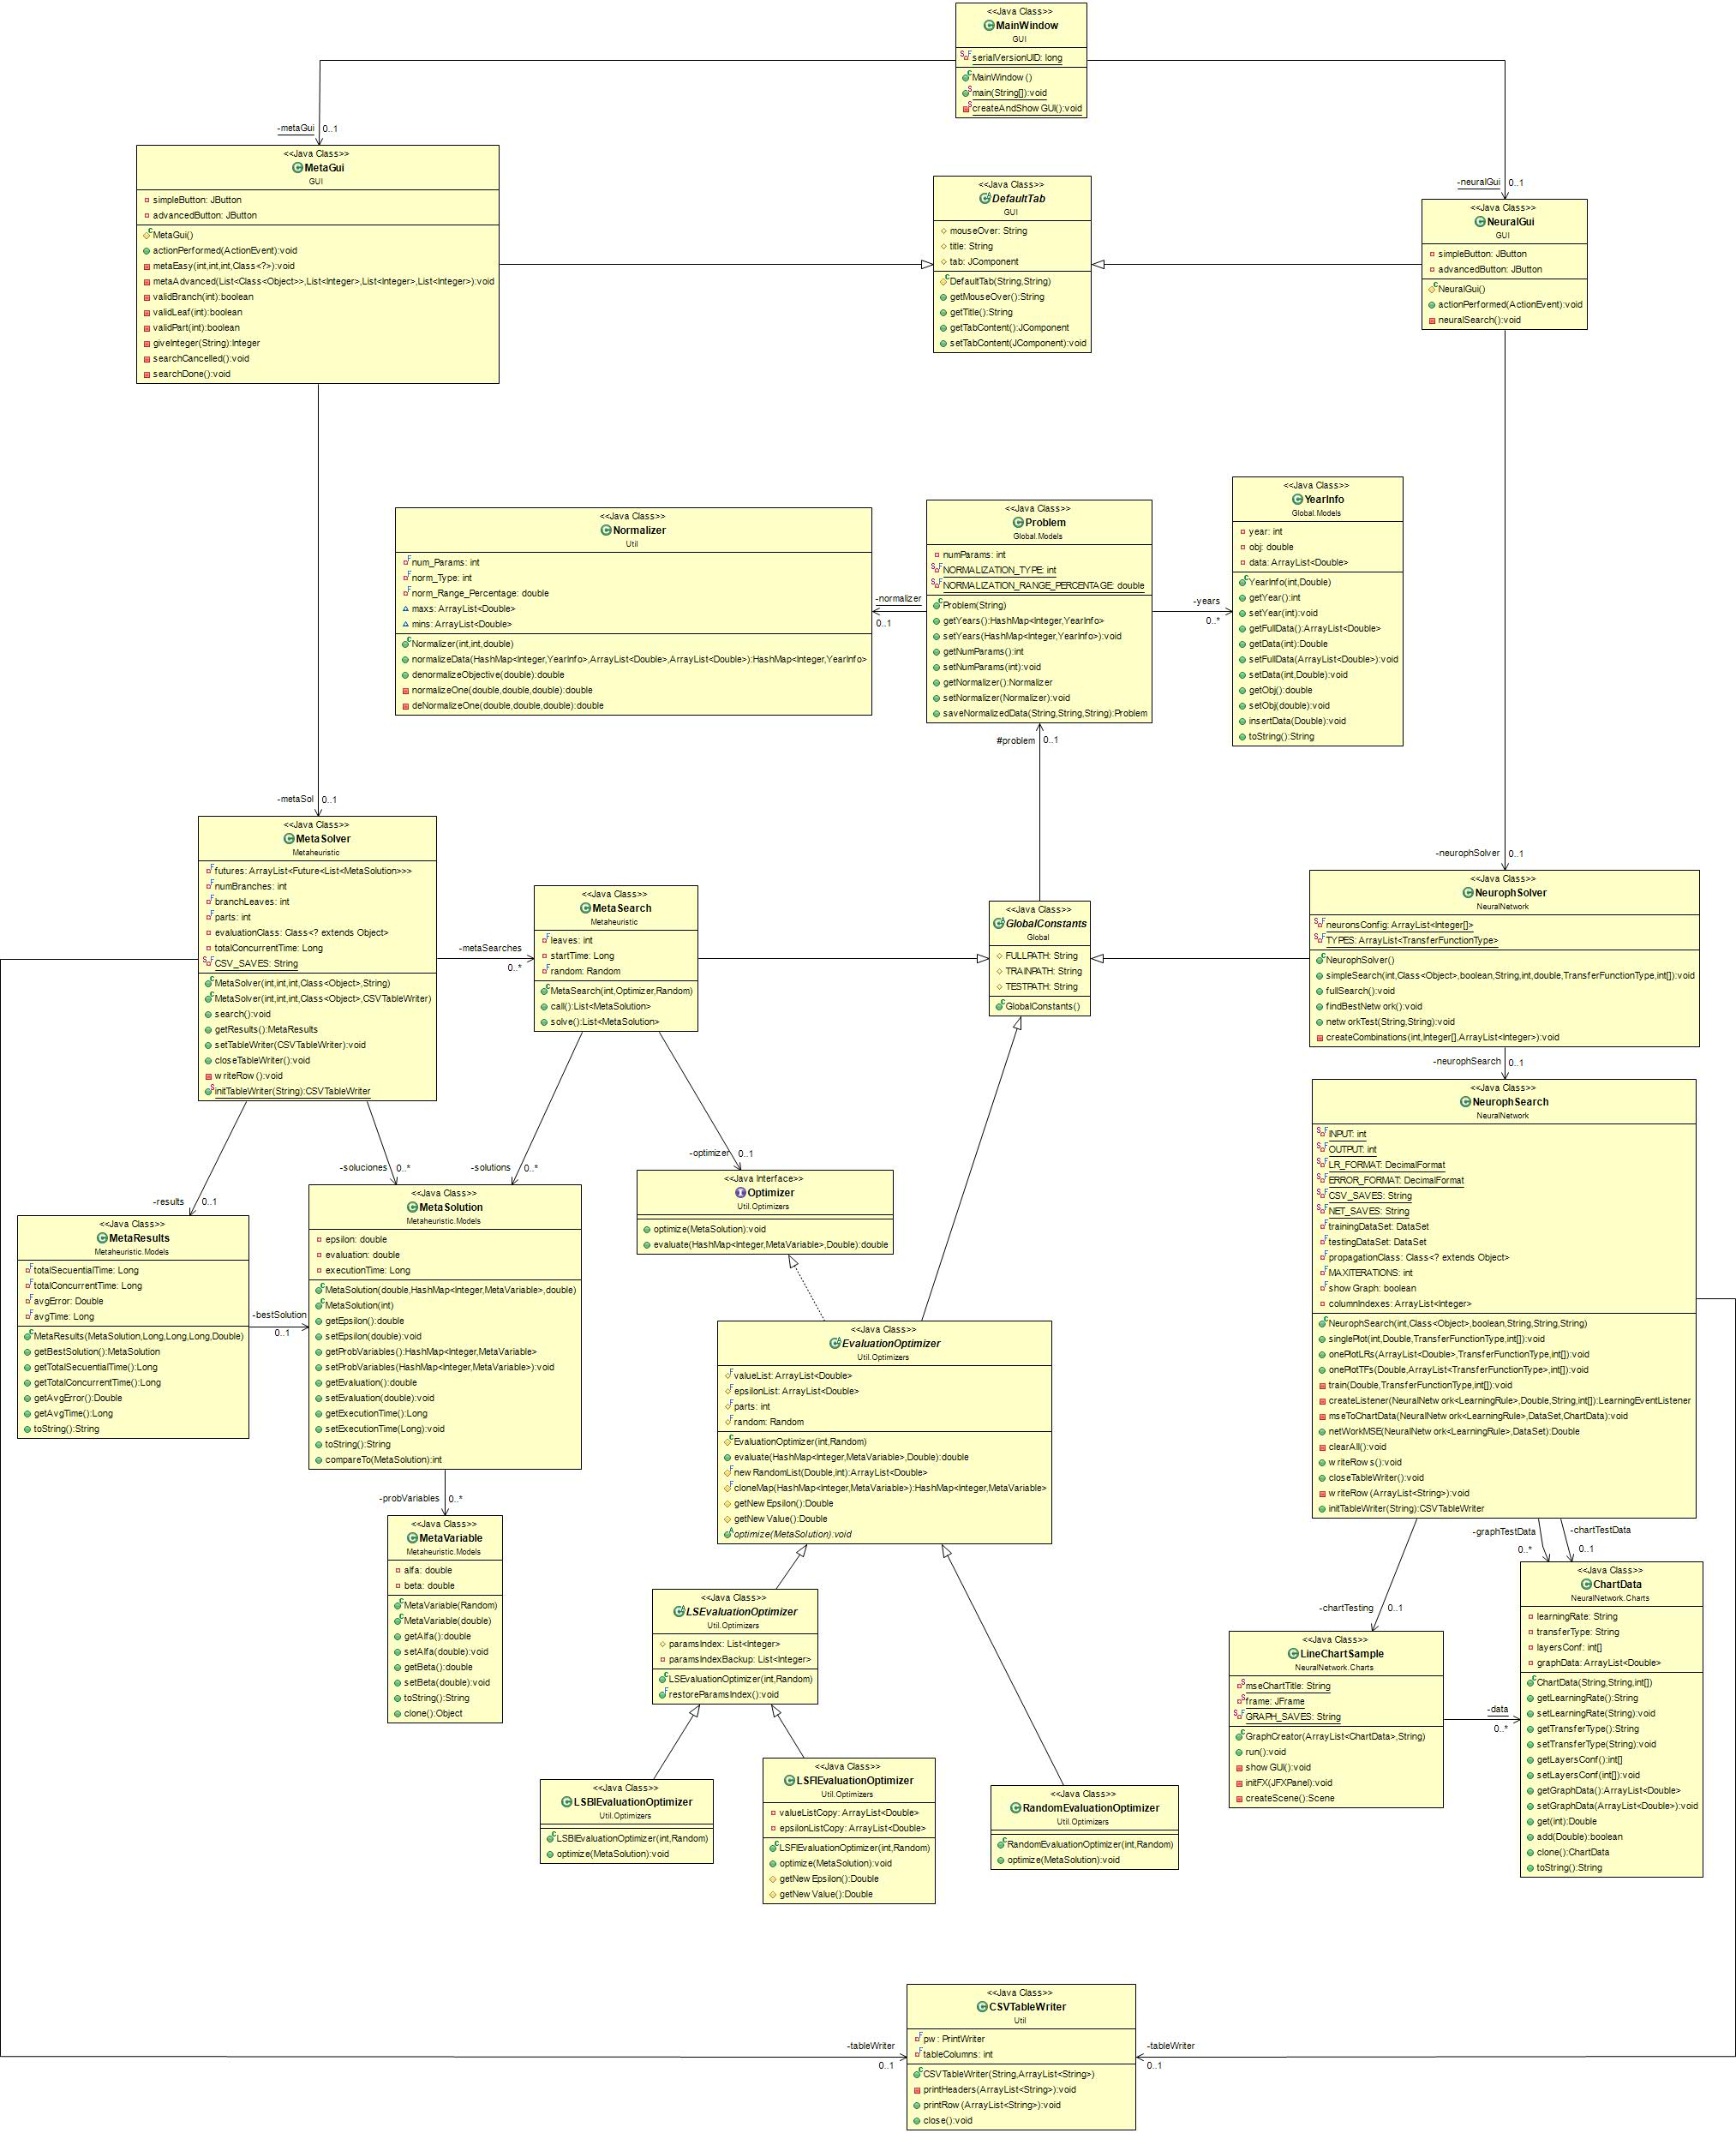 <<Java Class>>
MainWindow
GUI
serialVersionUID: long
MainWindow ()
main(String[]):void
createAndShow GUI():void
-metaGui
0..1
-neuralGui
0..1
<<Java Class>>
MetaGui
GUI
simpleButton: JButton
advancedButton: JButton
MetaGui()
actionPerformed(ActionEvent):void
metaEasy(int,int,int,Class<?>):void
metaAdvanced(List<Class<Object>>,List<Integer>,List<Integer>,List<Integer>):void
validBranch(int):boolean
validLeaf(int):boolean
validPart(int):boolean
giveInteger(String):Integer
searchCancelled():void
searchDone():void
<<Java Class>>
DefaultTab
GUI
mouseOver: String
title: String
tab: JComponent
DefaultTab(String,String)
getMouseOver():String
getTitle():String
getTabContent():JComponent
setTabContent(JComponent):void
<<Java Class>>
NeuralGui
GUI
simpleButton: JButton
advancedButton: JButton
NeuralGui()
actionPerformed(ActionEvent):void
neuralSearch():void
<<Java Class>>
Normalizer
Util
num_Params: int
norm_Type: int
norm_Range_Percentage: double
maxs: ArrayList<Double>
mins: ArrayList<Double>
Normalizer(int,int,double)
normalizeData(HashMap<Integer,YearInfo>,ArrayList<Double>,ArrayList<Double>):HashMap<Integer,YearInfo>
denormalizeObjective(double):double
normalizeOne(double,double,double):double
deNormalizeOne(double,double,double):double
-normalizer
0..1
<<Java Class>>
Problem
Global.Models
numParams: int
NORMALIZATION_TYPE: int
NORMALIZATION_RANGE_PERCENTAGE: double
Problem(String)
getYears():HashMap<Integer,YearInfo>
setYears(HashMap<Integer,YearInfo>):void
getNumParams():int
setNumParams(int):void
getNormalizer():Normalizer
setNormalizer(Normalizer):void
saveNormalizedData(String,String,String):Problem
-years
0..*
<<Java Class>>
YearInfo
Global.Models
year: int
obj: double
data: ArrayList<Double>
YearInfo(int,Double)
getYear():int
setYear(int):void
getFullData():ArrayList<Double>
getData(int):Double
setFullData(ArrayList<Double>):void
setData(int,Double):void
getObj():double
setObj(double):void
insertData(Double):void
toString():String
#problem
0..1
-metaSol
0..1
<<Java Class>>
MetaSolver
Metaheuristic
futures: ArrayList<Future<List<MetaSolution>>>
numBranches: int
branchLeaves: int
parts: int
evaluationClass: Class<? extends Object>
totalConcurrentTime: Long
CSV_SAVES: String
MetaSolver(int,int,int,Class<Object>,String)
MetaSolver(int,int,int,Class<Object>,CSVTableWriter)
search():void
getResults():MetaResults
setTableWriter(CSVTableWriter):void
closeTableWriter():void
w riteRow ():void
initTableWriter(String):CSVTableWriter
-metaSearches
0..*
<<Java Class>>
MetaSearch
Metaheuristic
leaves: int
startTime: Long
random: Random
MetaSearch(int,Optimizer,Random)
call():List<MetaSolution>
solve():List<MetaSolution>
<<Java Class>>
GlobalConstants
Global
FULLPATH: String
TRAINPATH: String
TESTPATH: String
GlobalConstants()
-neurophSolver
0..1
<<Java Class>>
NeurophSolver
NeuralNetwork
neuronsConfig: ArrayList<Integer[]>
TYPES: ArrayList<TransferFunctionType>
NeurophSolver()
simpleSearch(int,Class<Object>,boolean,String,int,double,TransferFunctionType,int[]):void
fullSearch():void
findBestNetw ork():void
netw orkTest(String,String):void
createCombinations(int,Integer[],ArrayList<Integer>):void
-neurophSearch
0..1
<<Java Class>>
NeurophSearch
NeuralNetwork
INPUT: int
OUTPUT: int
LR_FORMAT: DecimalFormat
ERROR_FORMAT: DecimalFormat
CSV_SAVES: String
NET_SAVES: String
trainingDataSet: DataSet
testingDataSet: DataSet
propagationClass: Class<? extends Object>
MAXITERATIONS: int
show Graph: boolean
columnIndexes: ArrayList<Integer>
NeurophSearch(int,Class<Object>,boolean,String,String,String)
singlePlot(int,Double,TransferFunctionType,int[]):void
onePlotLRs(ArrayList<Double>,TransferFunctionType,int[]):void
onePlotTFs(Double,ArrayList<TransferFunctionType>,int[]):void
train(Double,TransferFunctionType,int[]):void
createListener(NeuralNetw ork<LearningRule>,Double,String,int[]):LearningEventListener
mseToChartData(NeuralNetw ork<LearningRule>,DataSet,ChartData):void
netWorkMSE(NeuralNetw ork<LearningRule>,DataSet):Double
clearAll():void
w riteRow s():void
closeTableWriter():void
w riteRow (ArrayList<String>):void
initTableWriter(String):CSVTableWriter
-results
0..1
-soluciones
0..*
-solutions
0..*
-optimizer
0..1
<<Java Class>>
MetaResults
Metaheuristic.Models
totalSecuentialTime: Long
totalConcurrentTime: Long
avgError: Double
avgTime: Long
MetaResults(MetaSolution,Long,Long,Long,Double)
getBestSolution():MetaSolution
getTotalSecuentialTime():Long
getTotalConcurrentTime():Long
getAvgError():Double
getAvgTime():Long
toString():String
-bestSolution
0..1
<<Java Class>>
MetaSolution
Metaheuristic.Models
epsilon: double
evaluation: double
executionTime: Long
MetaSolution(double,HashMap<Integer,MetaVariable>,double)
MetaSolution(int)
getEpsilon():double
setEpsilon(double):void
getProbVariables():HashMap<Integer,MetaVariable>
setProbVariables(HashMap<Integer,MetaVariable>):void
getEvaluation():double
setEvaluation(double):void
getExecutionTime():Long
setExecutionTime(Long):void
toString():String
compareTo(MetaSolution):int
<<Java Interface>>
Optimizer
Util.Optimizers
optimize(MetaSolution):void
evaluate(HashMap<Integer,MetaVariable>,Double):double
<<Java Class>>
EvaluationOptimizer
Util.Optimizers
valueList: ArrayList<Double>
epsilonList: ArrayList<Double>
parts: int
random: Random
EvaluationOptimizer(int,Random)
evaluate(HashMap<Integer,MetaVariable>,Double):double
new RandomList(Double,int):ArrayList<Double>
cloneMap(HashMap<Integer,MetaVariable>):HashMap<Integer,MetaVariable>
getNew Epsilon():Double
getNew Value():Double
optimize(MetaSolution):void
-probVariables
0..*
<<Java Class>>
MetaVariable
Metaheuristic.Models
alfa: double
beta: double
MetaVariable(Random)
MetaVariable(double)
getAlfa():double
setAlfa(double):void
getBeta():double
setBeta(double):void
toString():String
clone():Object
<<Java Class>>
LSEvaluationOptimizer
Util.Optimizers
paramsIndex: List<Integer>
paramsIndexBackup: List<Integer>
LSEvaluationOptimizer(int,Random)
restoreParamsIndex():void
<<Java Class>>
LSBIEvaluationOptimizer
Util.Optimizers
LSBIEvaluationOptimizer(int,Random)
optimize(MetaSolution):void
<<Java Class>>
LSFIEvaluationOptimizer
Util.Optimizers
valueListCopy: ArrayList<Double>
epsilonListCopy: ArrayList<Double>
LSFIEvaluationOptimizer(int,Random)
optimize(MetaSolution):void
getNew Epsilon():Double
getNew Value():Double
<<Java Class>>
RandomEvaluationOptimizer
Util.Optimizers
RandomEvaluationOptimizer(int,Random)
optimize(MetaSolution):void
-graphTestData
0..*
-chartTestData
0..1
-chartTesting
0..1
<<Java Class>>
LineChartSample
NeuralNetwork.Charts
mseChartTitle: String
frame: JFrame
GRAPH_SAVES: String
GraphCreator(ArrayList<ChartData>,String)
run():void
show GUI():void
initFX(JFXPanel):void
createScene():Scene
-data
0..*
<<Java Class>>
ChartData
NeuralNetwork.Charts
learningRate: String
transferType: String
layersConf: int[]
graphData: ArrayList<Double>
ChartData(String,String,int[])
getLearningRate():String
setLearningRate(String):void
getTransferType():String
setTransferType(String):void
getLayersConf():int[]
setLayersConf(int[]):void
getGraphData():ArrayList<Double>
setGraphData(ArrayList<Double>):void
get(int):Double
add(Double):boolean
clone():ChartData
toString():String
-tableWriter
0..1
<<Java Class>>
CSVTableWriter
Util
pw : PrintWriter
tableColumns: int
CSVTableWriter(String,ArrayList<String>)
printHeaders(ArrayList<String>):void
printRow (ArrayList<String>):void
close():void
-tableWriter
0..1